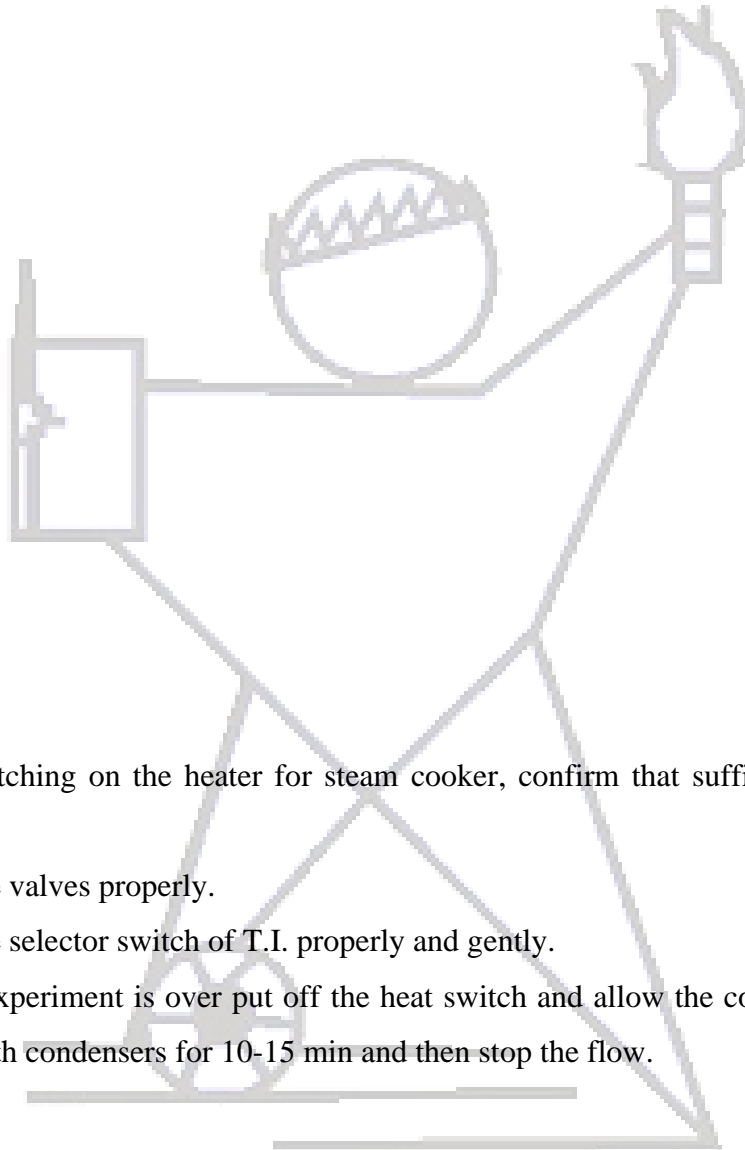 tching on the heater for steam cooker, confirm that suffi
valves properly.
selector switch of T.I. properly and gently.
xperiment is over put off the heat switch and allow the co
th condensers for 10-15 min and then stop the flow.